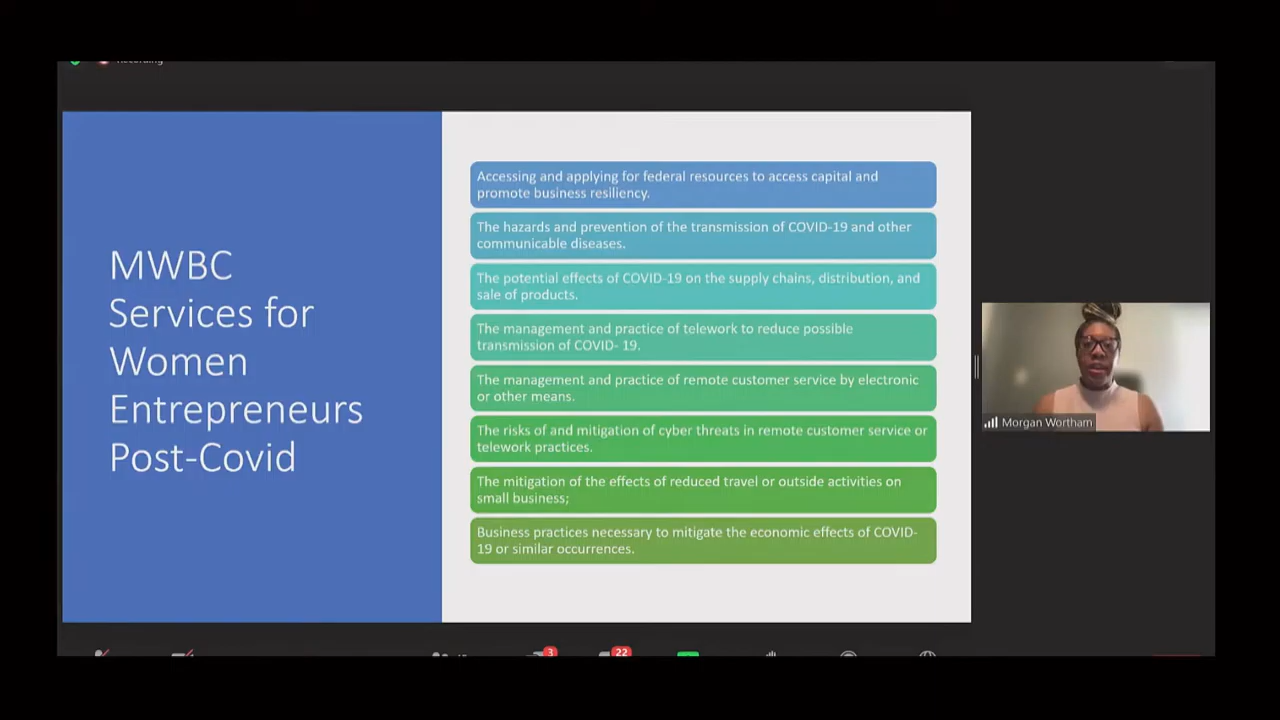 Recording
MWBC
Services for
Women
Entrepreneurs
Post-Covid
Accessing and applying for federal resources to access capital and
promote business resiliency.
The hazards and prevention of the transmission of COVID-19 and other
communicable diseases.
The potential effects of COVID-19 on the supply chains, distribution, and
sale of products.
The management and practice of telework to reduce possible
transmission of COVID- 19.
The management and practice of remote customer service by electronic
or other means.
The risks of and mitigation of cyber threats in remote customer service or
telework practices.
The mitigation of the effects of reduced travel or outside activities on
small business;
Business practices necessary to mitigate the economic effects of COVID-
19 or similar occurrences.
Morgan Wortham
3
22